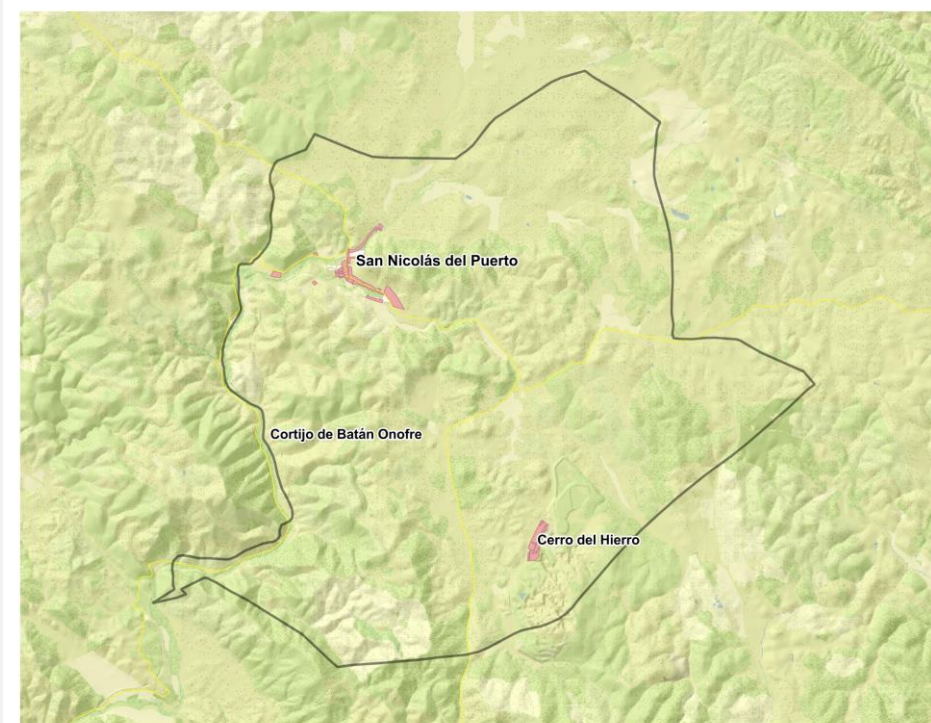 San Nicolás del Puerto
Cortijo de Batán Onofre
Cerro del Hierro